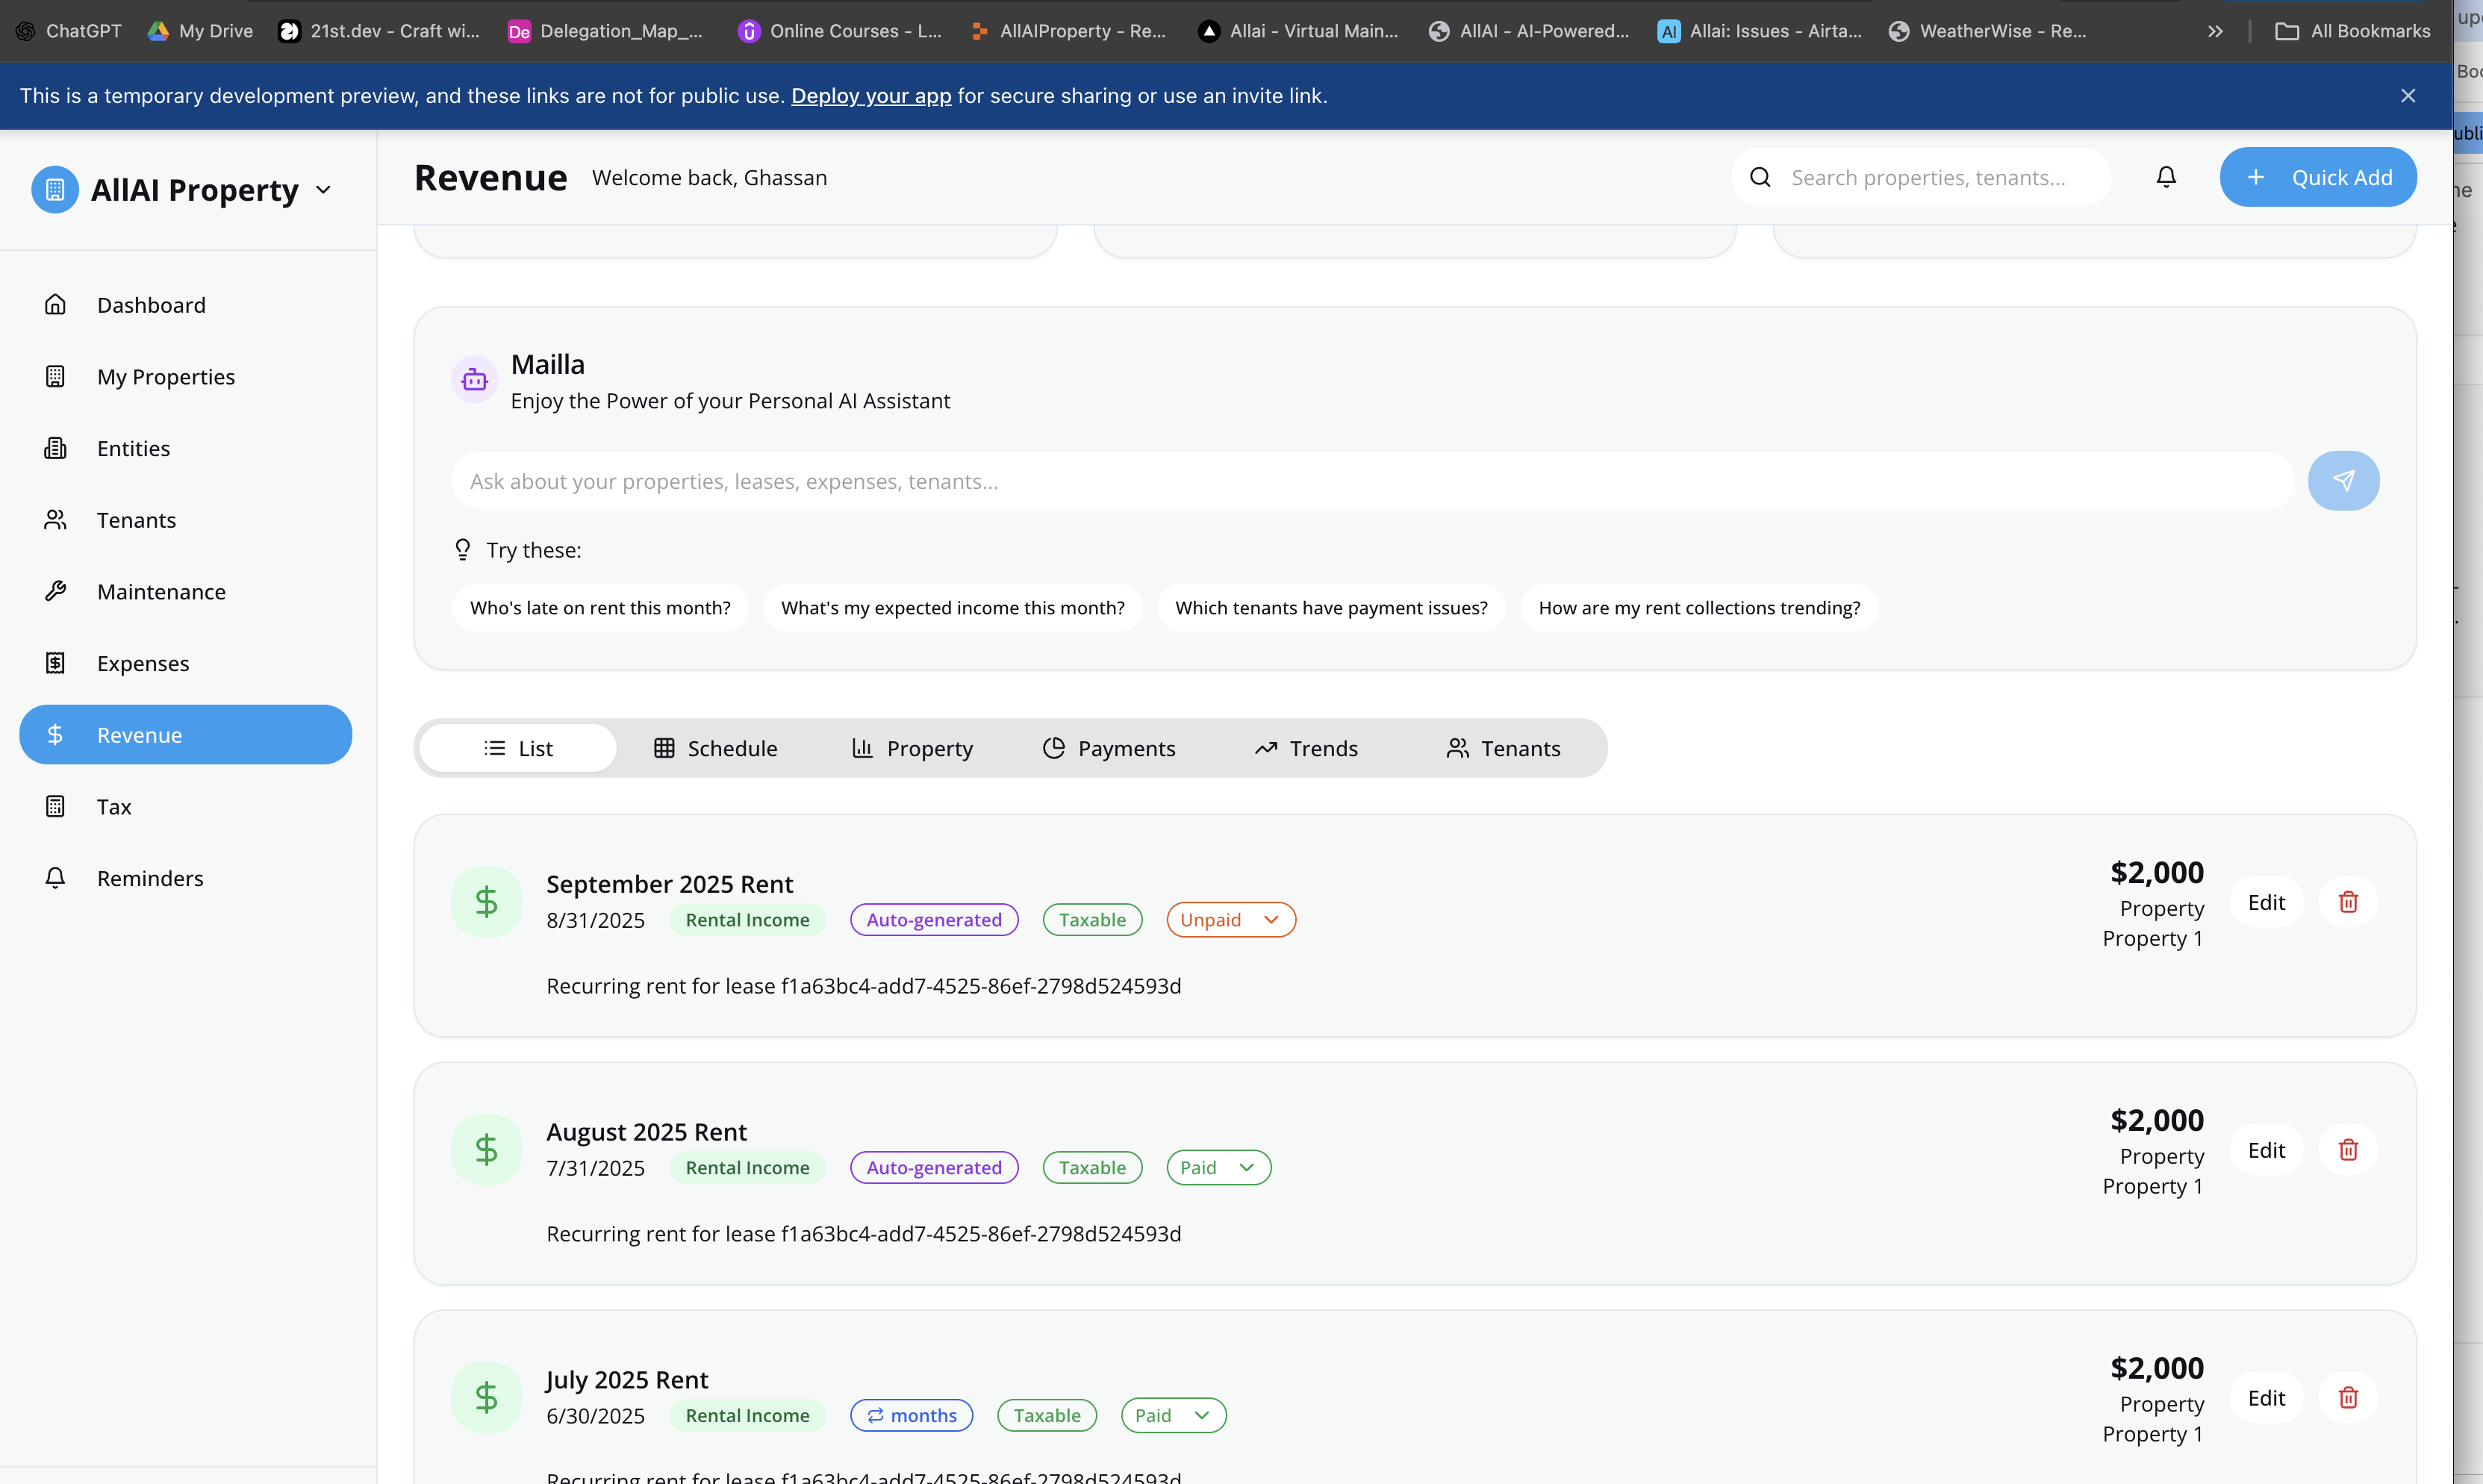 ChatGPT
My Drive
21st.dev - Craft wi...
De
Delegation_Map_...
Online Courses - L...
AllAIProperty - Re...
Allai - Virtual Main...
AllAI - AI-Powered...
AI
Allai: Issues - Airta...
WeatherWise - Re...
All Bookmarks
This is a temporary development preview, and these links are not for public use. Deploy your app for secure sharing or use an invite link.
AllAI Property
Revenue
Welcome back, Ghassan
Search properties, tenants...
Quick Add
Dashboard
My Properties
Entities
Tenants
Maintenance
Expenses
Revenue
Tax
Reminders
Mailla
Enjoy the Power of your Personal AI Assistant
Ask about your properties, leases, expenses, tenants...
Try these:
Who's late on rent this month?
What's my expected income this month?
Which tenants have payment issues?
How are my rent collections trending?
List
Schedule
Property
Payments
Trends
Tenants
September 2025 Rent
8/31/2025
Rental Income
Auto-generated
Taxable
Unpaid
Recurring rent for lease f1a63bc4-add7-4525-86ef-2798d524593d
$2,000
Property
Property 1
Edit
August 2025 Rent
7/31/2025
Rental Income
Auto-generated
Taxable
Paid
Recurring rent for lease f1a63bc4-add7-4525-86ef-2798d524593d
$2,000
Property
Property 1
Edit
July 2025 Rent
6/30/2025
Rental Income
months
Taxable
Paid
Recurring rent for lease f1a63bc4-add7-4525-86ef-2798d524593d
$2,000
Property
Property 1
Edit